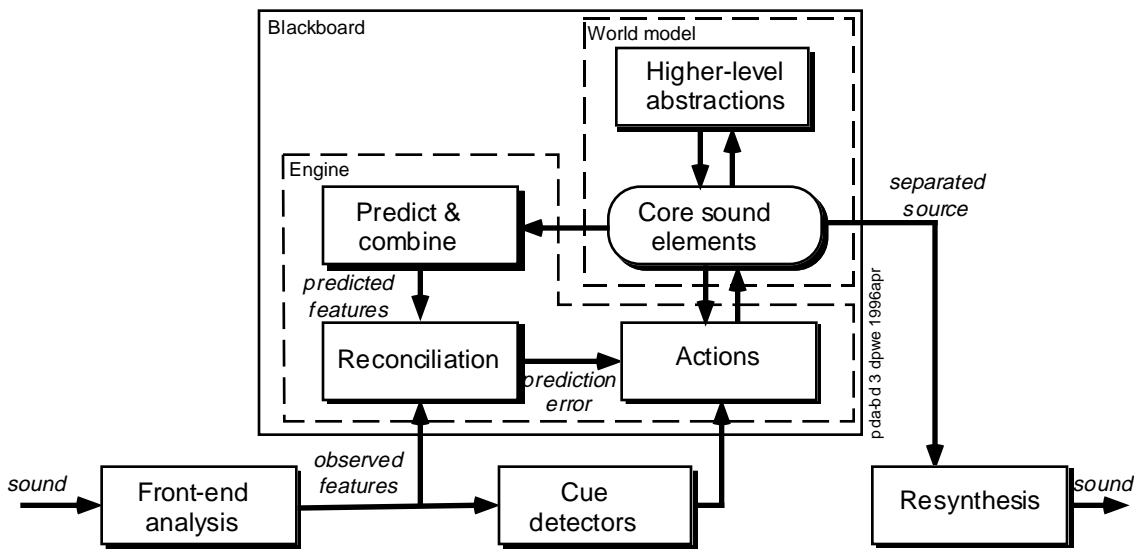 Blackboard
World model
Higher-level
abstractions
Engine
Predict &
combine
Core sound
elements
separated
source
predicted
features
Reconciliation
Actions
prediction
error
pda-bd 3 dpwe 1996apr
sound
Front-end
analysis
observed
features
Cue
detectors
Resynthesis
sound